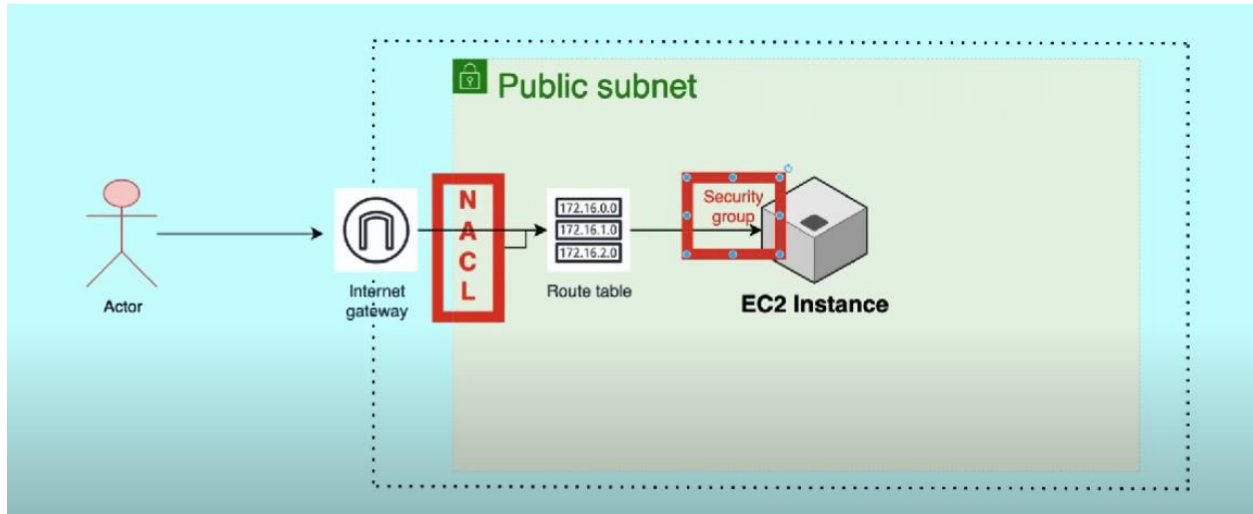 Public subnet
Actor
Internet
gateway
N
A
C
L
172.16.0.0
172.16.1.0
172.16.2.0
Route table
Security
group
EC2 Instance